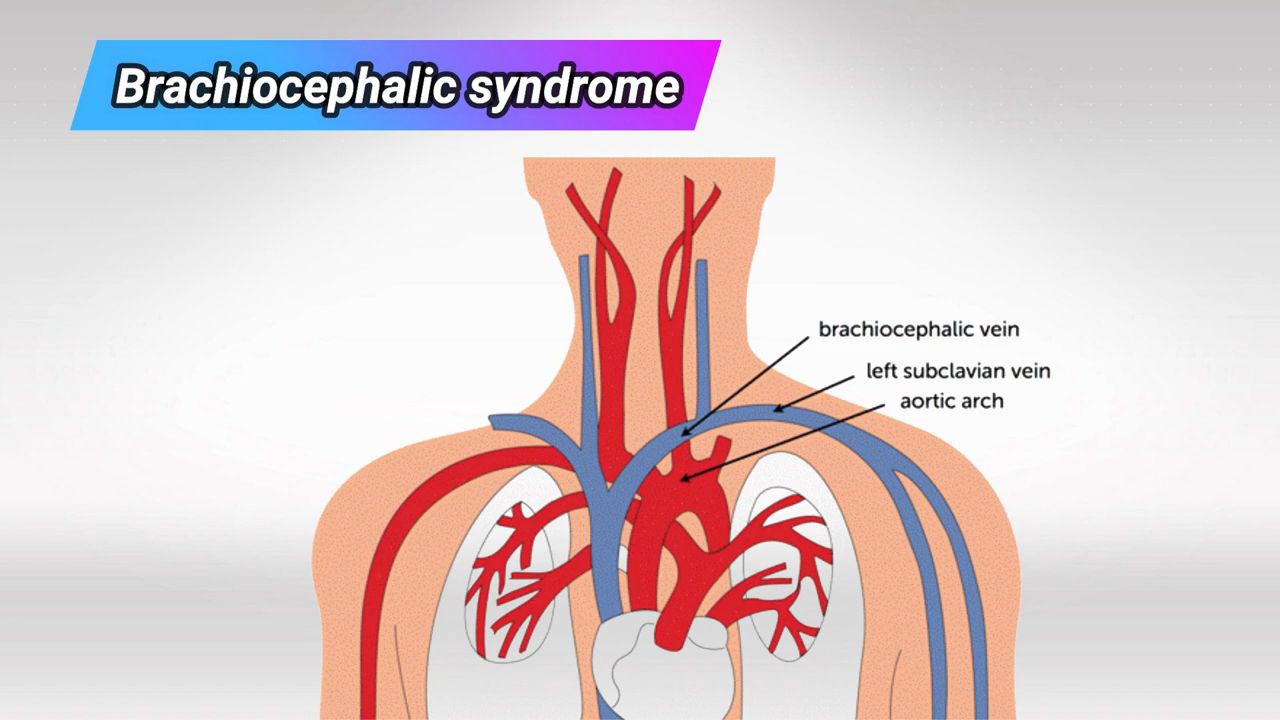 Brachiocephalic syndrome
brachiocephalic vein
left subclavian vein
aortic arch